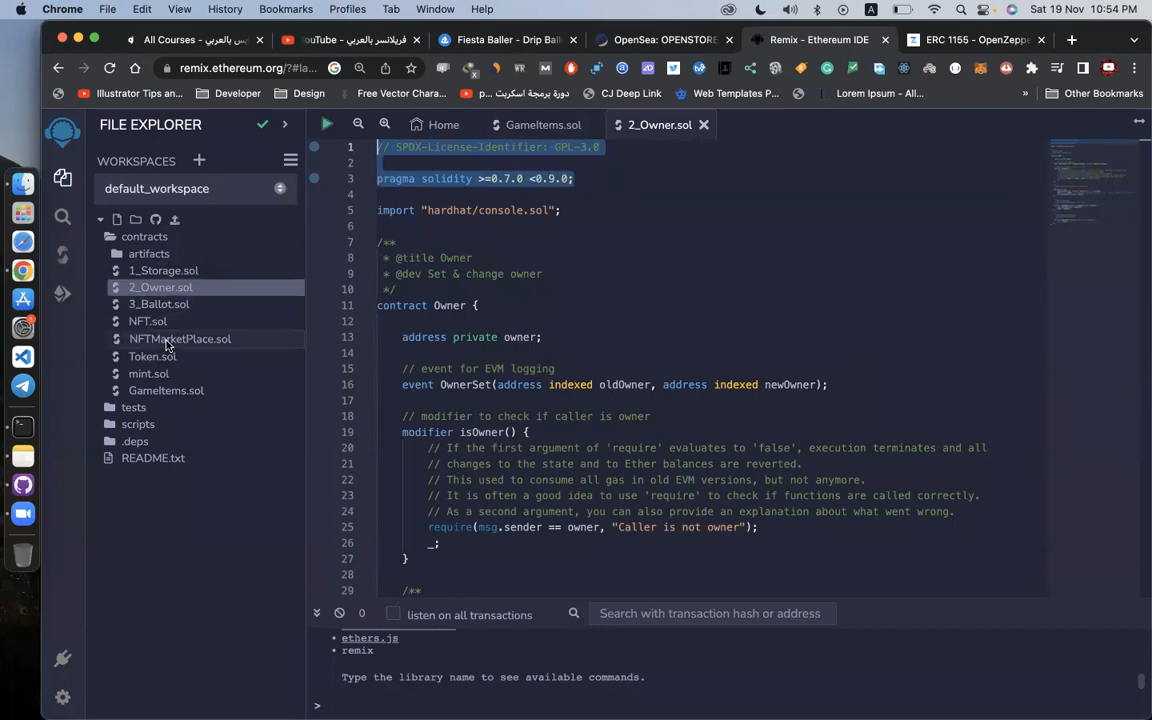 Chrome File Edit View History Bookmarks Profiles Tab Window Help A Sat 19 Nov 10:54 PM
All Courses - بس بالعربي فريلانسر بالعربي - YouTube Fiesta Baller - Drip Ball OpenSea: OPENSTORE Remix - Ethereum IDE ERC 1155 - OpenZeppe
remix.ethereum.org/?#la...
Illustrator Tips an... Developer Design Free Vector Chara... دورة برمجة اسكربت p... CJ Deep Link Web Templates P... Lorem Ipsum - All... » Other Bookmarks
FILE EXPLORER
Home GameItems.sol 2_Owner.sol
WORKSPACES
default_workspace
contracts
artifacts
1_Storage.sol
2_Owner.sol
3_Ballot.sol
NFT.sol
NFTMarketPlace.sol
Token.sol
mint.sol
GameItems.sol
tests
scripts
.deps
README.txt
1 // SPDX-License-Identifier: GPL-3.0
2
3 pragma solidity >=0.7.0 <0.9.0;
4
5 import "hardhat/console.sol";
6
7 /**
8 * @title Owner
9 * @dev Set & change owner
10 */
11 contract Owner {
12
13 address private owner;
14
15 // event for EVM logging
16 event OwnerSet(address indexed oldOwner, address indexed newOwner);
17
18 // modifier to check if caller is owner
19 modifier isOwner() {
20 // If the first argument of 'require' evaluates to 'false', execution terminates and all
21 // changes to the state and to Ether balances are reverted.
22 // This used to consume all gas in old EVM versions, but not anymore.
23 // It is often a good idea to use 'require' to check if functions are called correctly.
24 // As a second argument, you can also provide an explanation about what went wrong.
25 require(msg.sender == owner, "Caller is not owner");
26 _;
27 }
28
29 /**
0 listen on all transactions Search with transaction hash or address
• ethers.js
• remix
Type the library name to see available commands.
>